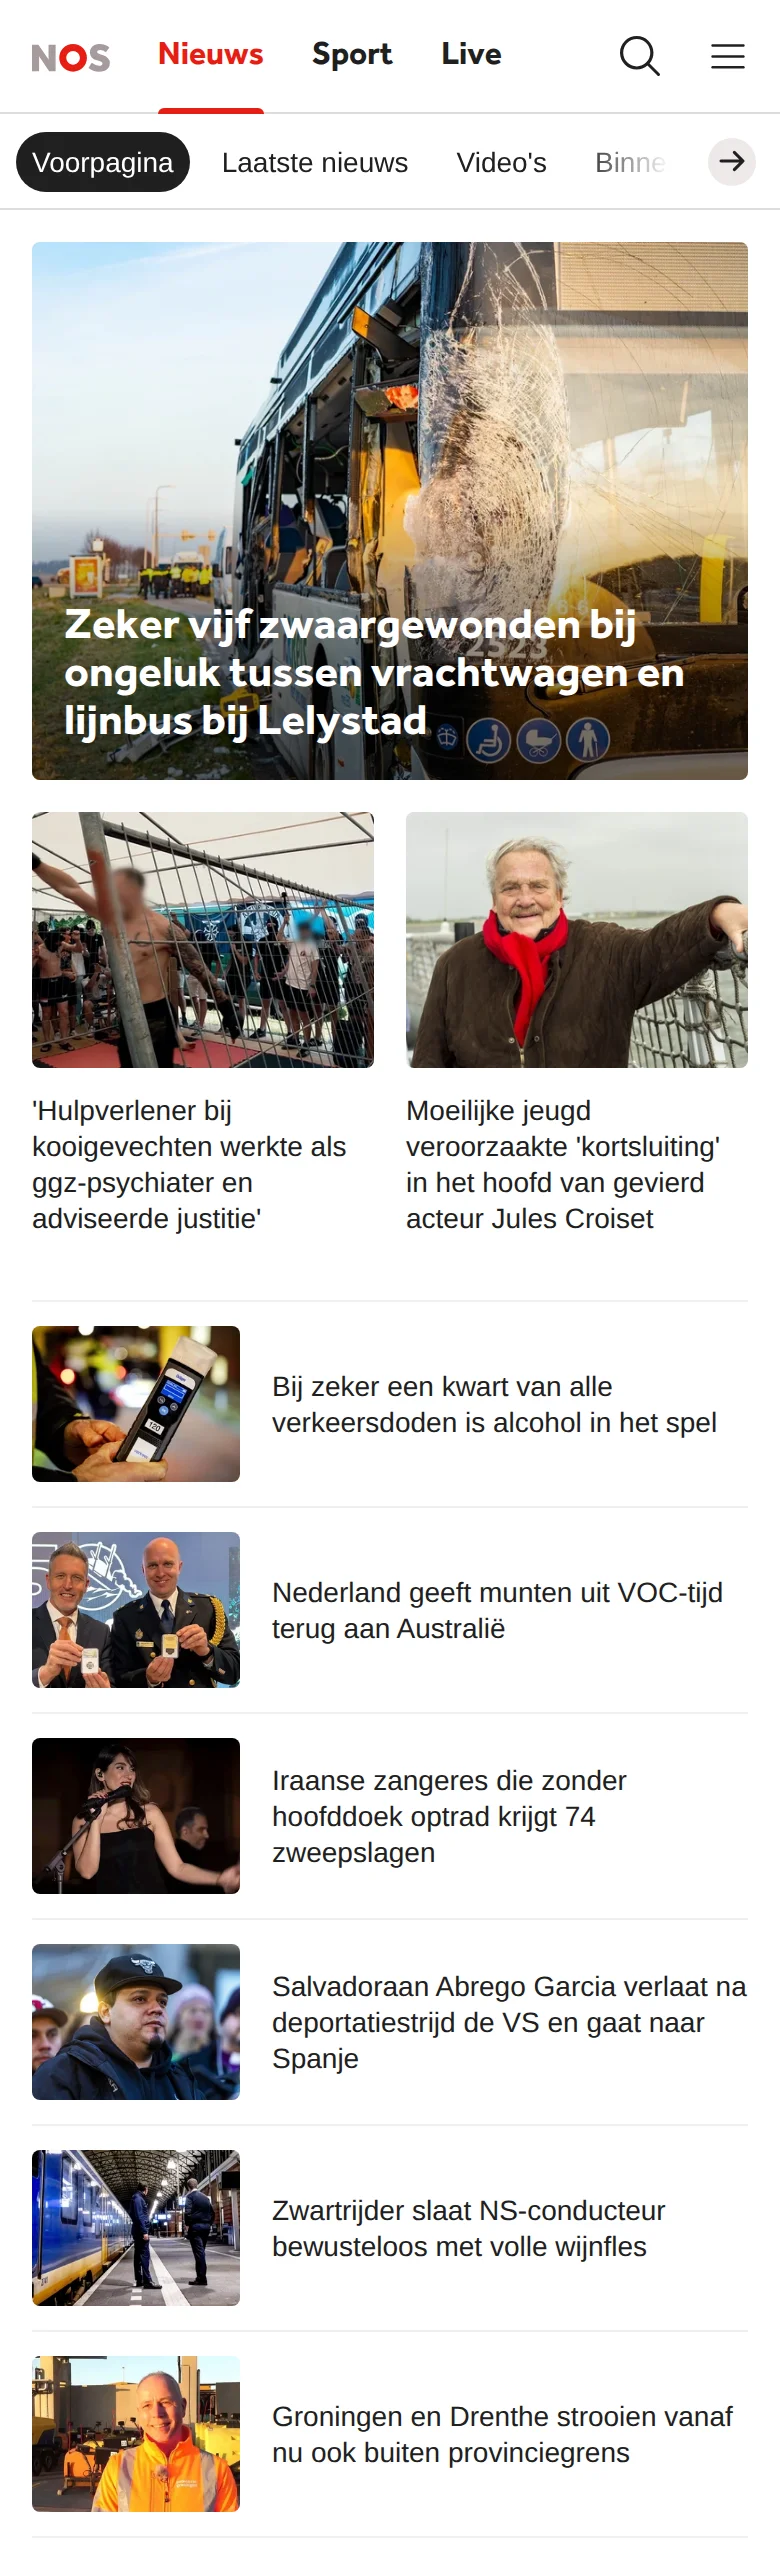 NOS Nieuws Sport Live
Voorpagina Laatste nieuws Video's Binne
2523
Zeker vijf zwaargewonden bij
ongeluk tussen vrachtwagen en
lijnbus bij Lelystad
'Hulpverlener bij
kooigevechten werkte als
ggz-psychiater en
adviseerde justitie'
Moeilijke jeugd
veroorzaakte 'kortsluiting'
in het hoofd van gevierd
acteur Jules Croiset
120
Bij zeker een kwart van alle
verkeersdoden is alcohol in het spel
Nederland geeft munten uit VOC-tijd
terug aan Australië
Iraanse zangeres die zonder
hoofddoek optrad krijgt 74
zweepslagen
Salvadoraan Abrego Garcia verlaat na
deportatiestrijd de VS en gaat naar
Spanje
Zwartrijder slaat NS-conducteur
bewusteloos met volle wijnfles
Groningen en Drenthe strooien vanaf
nu ook buiten provinciegrens